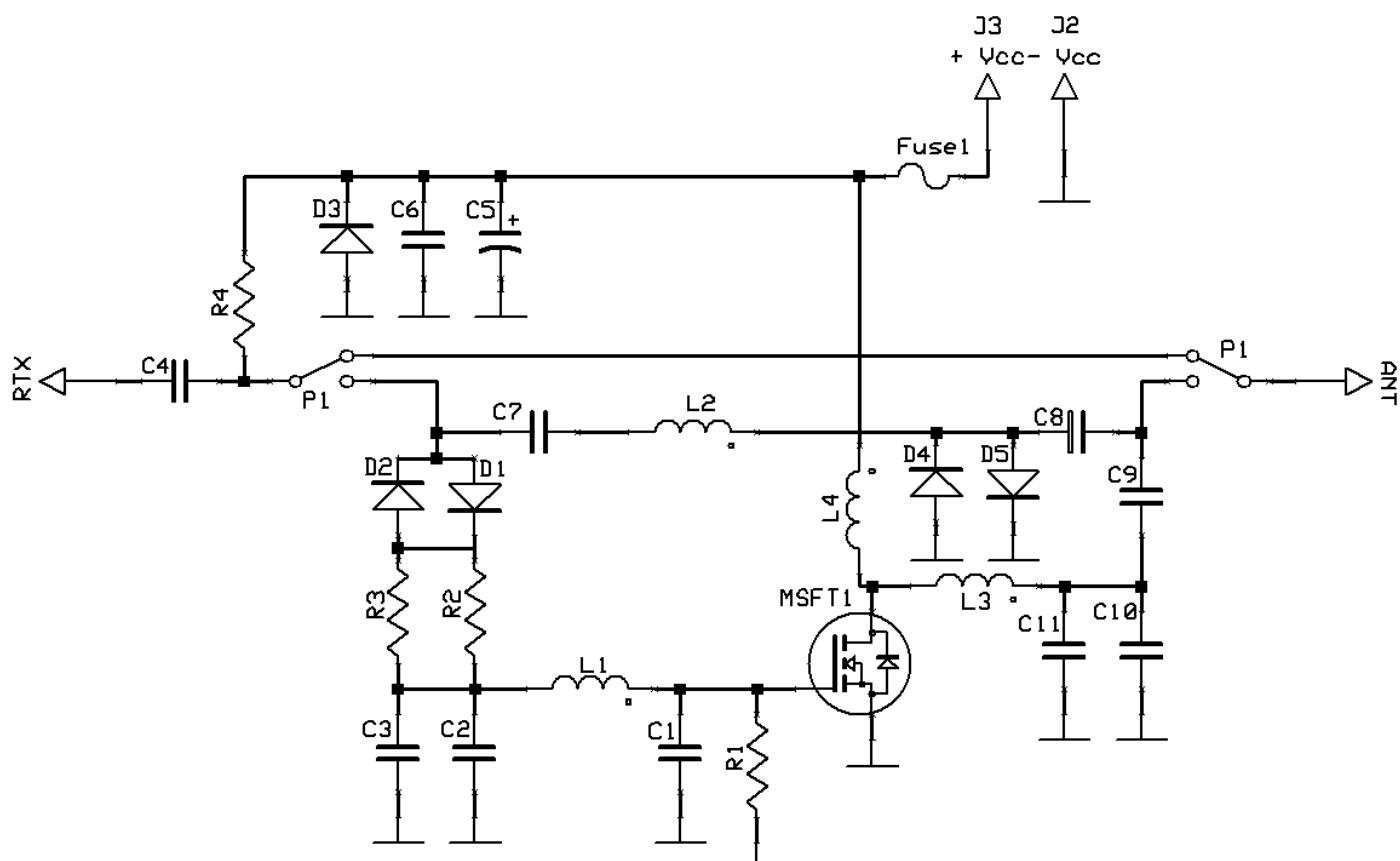 J3 J2
+ Vcc- Vcc
Fuse1
D3 C6 C5 +
R4
RTX C4 P1 P1 ANT
C7 L2 C8
D2 D1 D4 D5 C9
L4
R3 R2 MSFT1 L3 C11 C10
L1
C3 C2 C1 R1